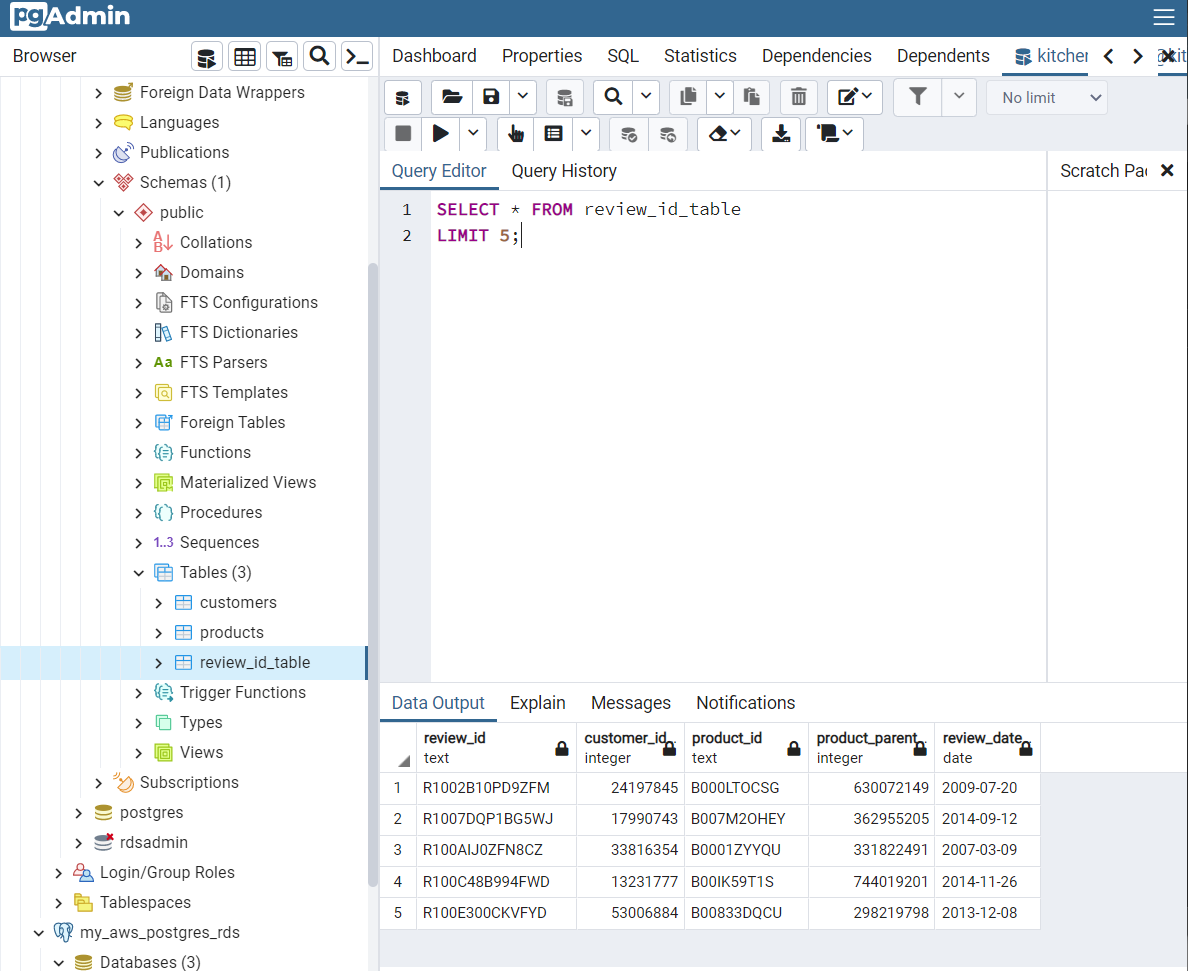 pgAdmin
Browser
Dashboard Properties SQL Statistics Dependencies Dependents kitcher
Foreign Data Wrappers
Languages
Publications
Schemas (1)
public
Collations
Domains
FTS Configurations
FTS Dictionaries
Aa FTS Parsers
FTS Templates
Foreign Tables
Functions
Materialized Views
Procedures
1..3 Sequences
Tables (3)
customers
products
review_id_table
Trigger Functions
Types
Views
Subscriptions
postgres
rdsadmin
Login/Group Roles
Tablespaces
my_aws_postgres_rds
Databases (3)
No limit
Query Editor Query History Scratch Pa
1 SELECT * FROM review_id_table
2 LIMIT 5;
Data Output Explain Messages Notifications
review_id customer_id product_id product_parent review_date
text integer text integer date
1 R1002B10PD9ZFM 24197845 B000LTOCSG 630072149 2009-07-20
2 R1007DQP1BG5WJ 17990743 B007M2OHEY 362955205 2014-09-12
3 R100AIJ0ZFN8CZ 33816354 B0001ZYYQU 331822491 2007-03-09
4 R100C48B994FWD 13231777 B00IK59T1S 744019201 2014-11-26
5 R100E300CKVFYD 53006884 B00833DQCU 298219798 2013-12-08